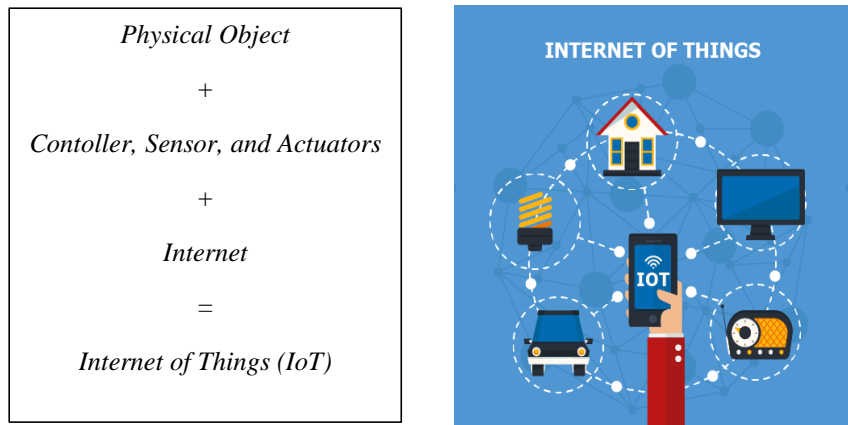 Physical Object
+
Contoller, Sensor, and Actuators
+
Internet
=
Internet of Things (IoT)
INTERNET OF THINGS
IOT